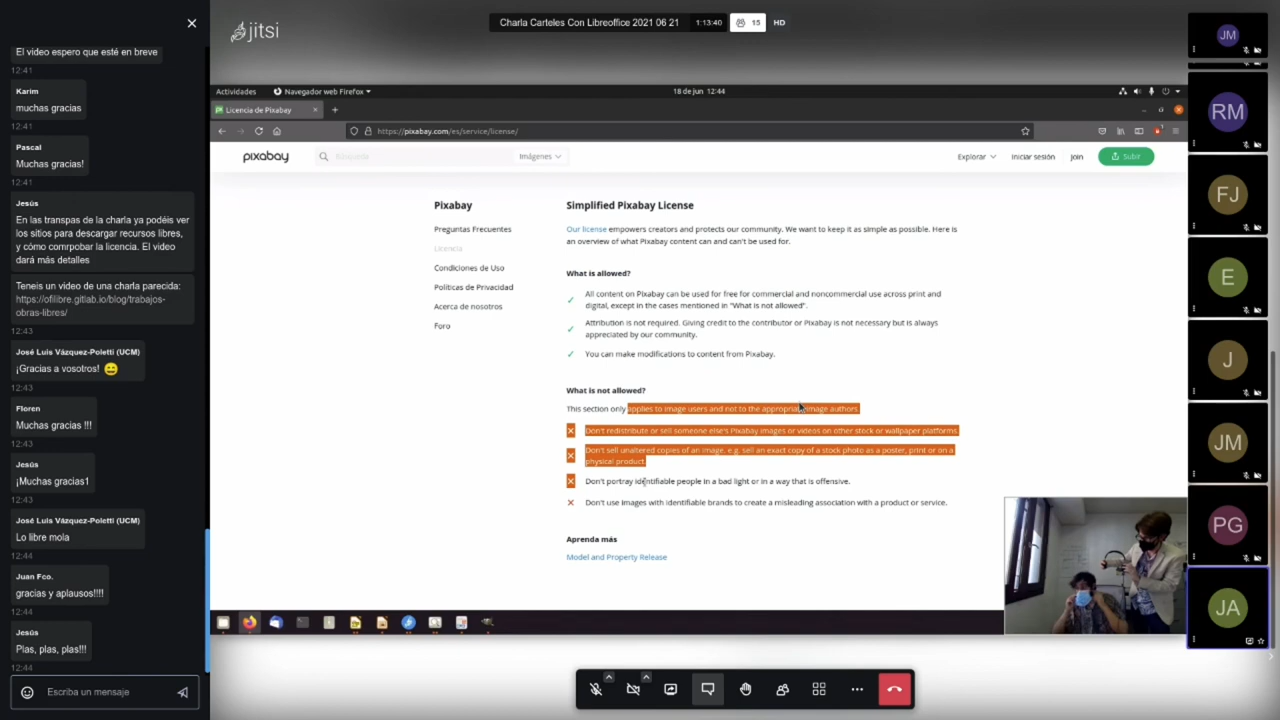 El video espero que esté en breve
12:41
Karim
muchas gracias
12:41
Pascal
Muchas gracias!
12:41
Jesús
En las transpas de la charla ya podéis ver
los sitios para descargar recursos libres,
y cómo comrpobar la licencia. El video
dará más detalles
Teneis un video de una charla parecida:
https://ofilibre.gitlab.io/blog/trabajos-
obras-libres/
12:43
José Luis Vázquez-Poletti (UCM)
¡Gracias a vosotros! 😄
12:43
Floren
Muchas gracias !!!
12:43
Jesús
¡Muchas gracias1
12:43
José Luis Vázquez-Poletti (UCM)
Lo libre mola
12:44
Juan Fco.
gracias y aplausos!!!!
12:44
Jesús
Plas, plas, plas!!!
12:44
Escriba un mensaje
jitsi
Charla Carteles Con Libreoffice 2021 06 21 1:13:40 15 HD
Actividades Navegador web Firefox 18 de jun 12:44
Licencia de Pixabay
https://pixabay.com/es/service/license/
pixabay Búsqueda Imágenes Explorar Iniciar sesión Join Subir
Pixabay
Preguntas Frecuentes
Licencia
Condiciones de Uso
Políticas de Privacidad
Acerca de nosotros
Foro
Simplified Pixabay License
Our license empowers creators and protects our community. We want to keep it as simple as possible. Here is
an overview of what Pixabay content can and can't be used for.
What is allowed?
All content on Pixabay can be used for free for commercial and noncommercial use across print and
digital, except in the cases mentioned in "What is not allowed".
Attribution is not required. Giving credit to the contributor or Pixabay is not necessary but is always
appreciated by our community.
You can make modifications to content from Pixabay.
What is not allowed?
This section only applies to image users and not to the appropriate image authors.
Don't redistribute or sell someone else's Pixabay images or videos on other stock or wallpaper platforms.
Don't sell unaltered copies of an image. e.g. sell an exact copy of a stock photo as a poster, print or on a
physical product.
Don't portray identifiable people in a bad light or in a way that is offensive.
Don't use images with identifiable brands to create a misleading association with a product or service.
Aprenda más
Model and Property Release
JM
RM
FJ
E
J
JM
PG
JA